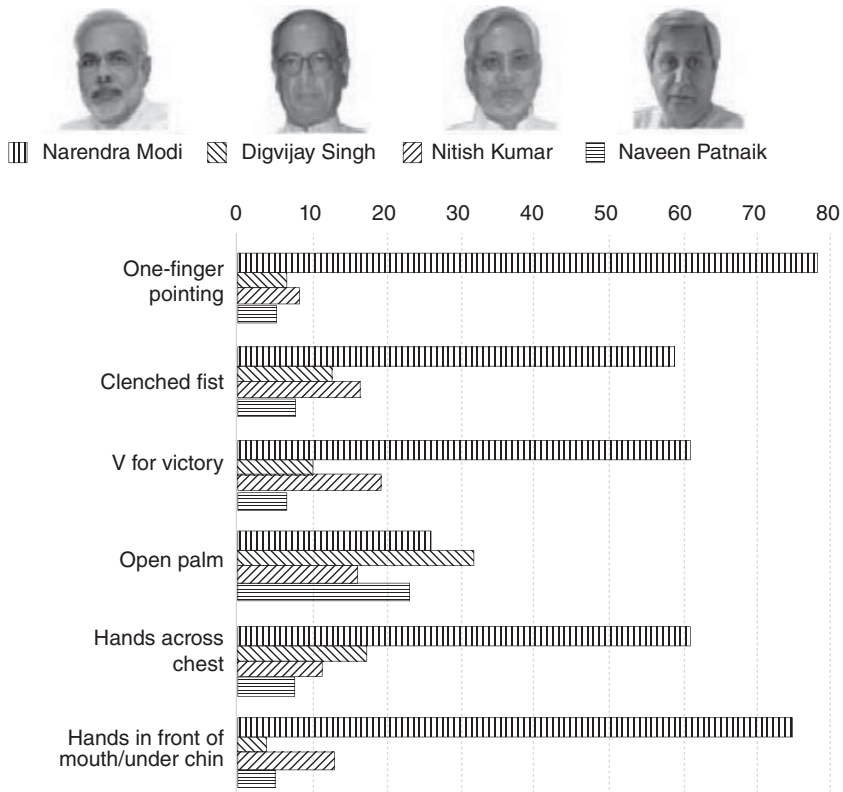 Narendra Modi Digvijay Singh Nitish Kumar Naveen Patnaik
0 10 20 30 40 50 60 70 80
One-finger
pointing
Clenched fist
V for victory
Open palm
Hands across
chest
Hands in front of
mouth/under chin